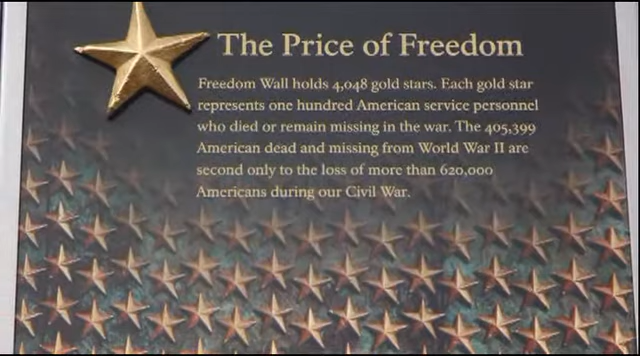 The Price of Freedom
Freedom Wall holds 4,048 gold stars. Each gold star
represents one hundred American service personnel
who died or remain missing in the war. The 405,399
American dead and missing from World War II are
second only to the loss of more than 620,000
Americans during our Civil War.